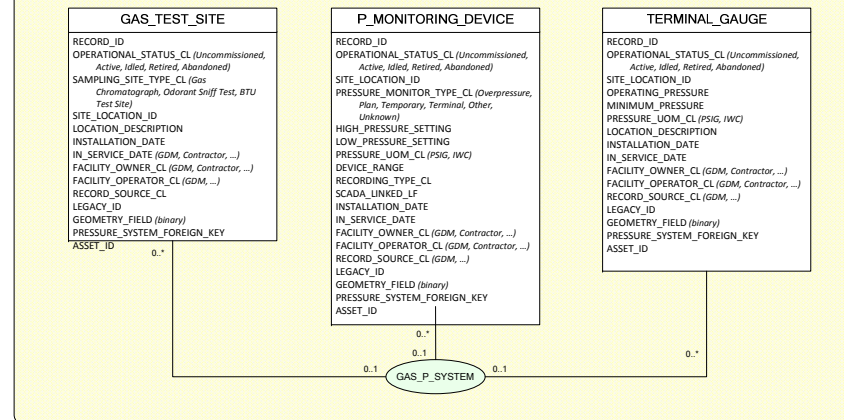 GAS_TEST_SITE
RECORD_ID
OPERATIONAL_STATUS_CL (Uncommissioned,
Active, Idled, Retired, Abandoned)
SAMPLING_SITE_TYPE_CL (Gas
Chromatograph, Odorant Sniff Test, BTU
Test Site)
SITE_LOCATION_ID
LOCATION_DESCRIPTION
INSTALLATION_DATE
IN_SERVICE_DATE (GDM, Contractor, ...)
FACILITY_OWNER_CL (GDM, Contractor, ...)
FACILITY_OPERATOR_CL (GDM, ...)
RECORD_SOURCE_CL
LEGACY_ID
GEOMETRY_FIELD (binary)
PRESSURE_SYSTEM_FOREIGN_KEY
ASSET_ID
0..*
P_MONITORING_DEVICE
RECORD_ID
OPERATIONAL_STATUS_CL (Uncommissioned,
Active, Idled, Retired, Abandoned)
SITE_LOCATION_ID
PRESSURE_MONITOR_TYPE_CL (Overpressure,
Plan, Temporary, Terminal, Other,
Unknown)
HIGH_PRESSURE_SETTING
LOW_PRESSURE_SETTING
PRESSURE_UOM_CL (PSIG, IWC)
DEVICE_RANGE
RECORDING_TYPE_CL
SCADA_LINKED_LF
INSTALLATION_DATE
IN_SERVICE_DATE
FACILITY_OWNER_CL (GDM, Contractor, ...)
FACILITY_OPERATOR_CL (GDM, Contractor, ...)
RECORD_SOURCE_CL (GDM, ...)
LEGACY_ID
GEOMETRY_FIELD (binary)
PRESSURE_SYSTEM_FOREIGN_KEY
ASSET_ID
0..*
TERMINAL_GAUGE
RECORD_ID
OPERATIONAL_STATUS_CL (Uncommissioned,
Active, Idled, Retired, Abandoned)
SITE_LOCATION_ID
OPERATING_PRESSURE
MINIMUM_PRESSURE
PRESSURE_UOM_CL (PSIG, IWC)
LOCATION_DESCRIPTION
INSTALLATION_DATE
IN_SERVICE_DATE
FACILITY_OWNER_CL (GDM, Contractor, ...)
FACILITY_OPERATOR_CL (GDM, Contractor, ...)
RECORD_SOURCE_CL (GDM, ...)
LEGACY_ID
GEOMETRY_FIELD (binary)
PRESSURE_SYSTEM_FOREIGN_KEY
ASSET_ID
0..*
0..1
0..1
GAS_P_SYSTEM
0..1